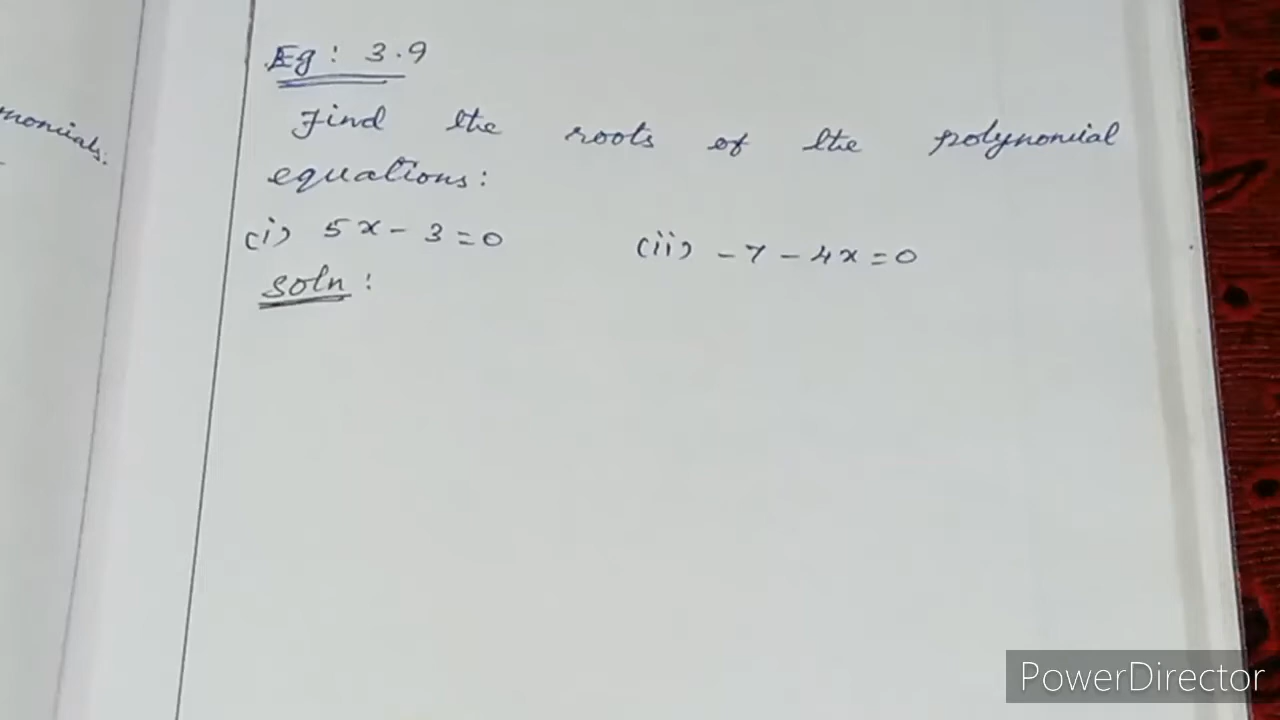 Eg: 3.9
Find the roots of the polynomial
equations:
(i) 5x - 3 = 0 (ii) -7 - 4x = 0
Soln:
PowerDirector